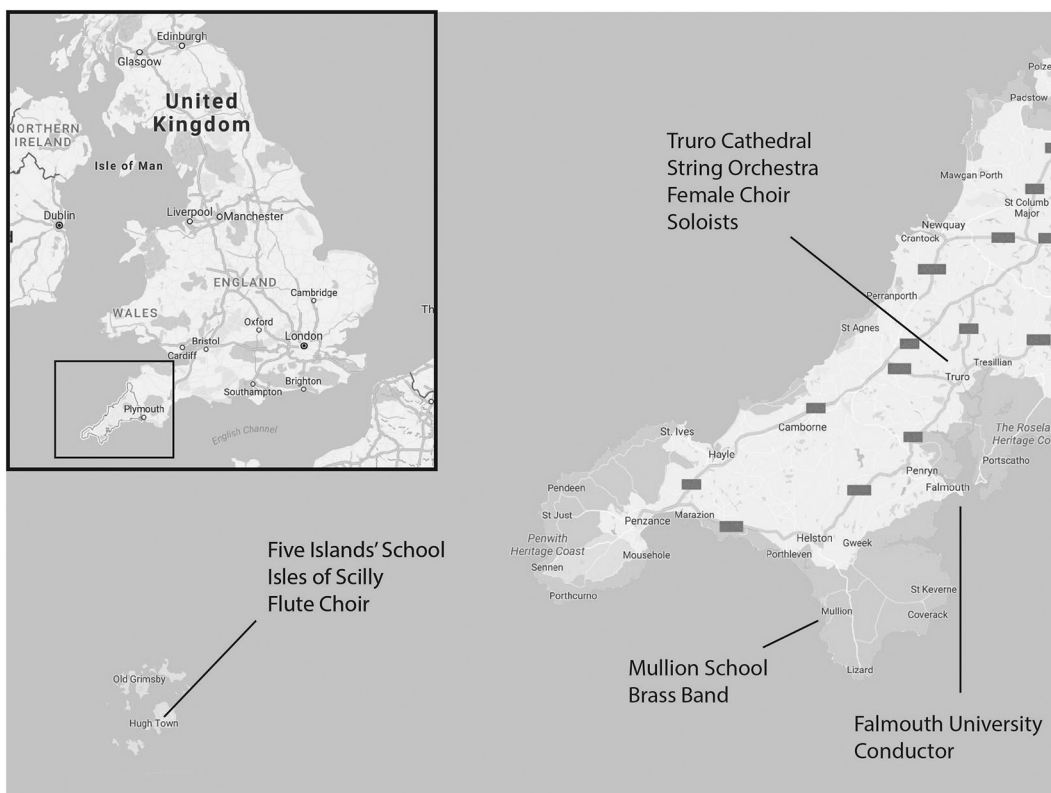 Edinburgh
Glasgow
United
Kingdom
NORTHERN
IRELAND
Isle of Man
Dublin
Liverpool
Manchester
ENGLAND
Cambridge
WALES
Oxford
London
Bristol
Cardiff
Southampton
Brighton
Plymouth
English Channel
Th
Truro Cathedral
String Orchestra
Female Choir
Soloists
Polze
Pacstow
Mawgan Porth
St Columb
Major
Newquay
Crantock
Perranporth
St Agnes
Tresillian
Truro
Camborne
The Rosela
Heritage Co
Portscatho
St. Ives
Hayle
Penryn
Falmouth
Pendeen
St Just
Marazion
Penzance
Penwith
Heritage Coast
Sennen
Mousehole
Porthcurno
Helston
Gweek
Porthleven
St Keverne
Mullion
Coverack
Lizard
Five Islands' School
Isles of Scilly
Flute Choir
Old Grimsby
Hugh Town
Mullion School
Brass Band
Falmouth University
Conductor